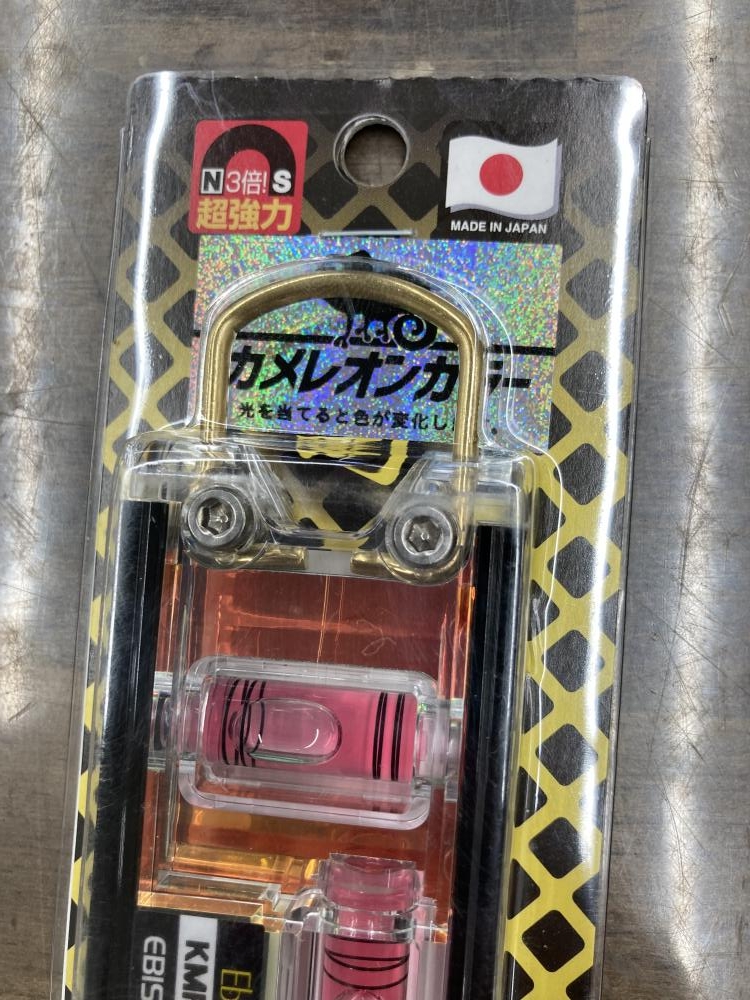 N 3倍! S
超強力
MADE IN JAPAN
カメレオンカラー
光を当てると色が変化し
KM
EBIS
Eb